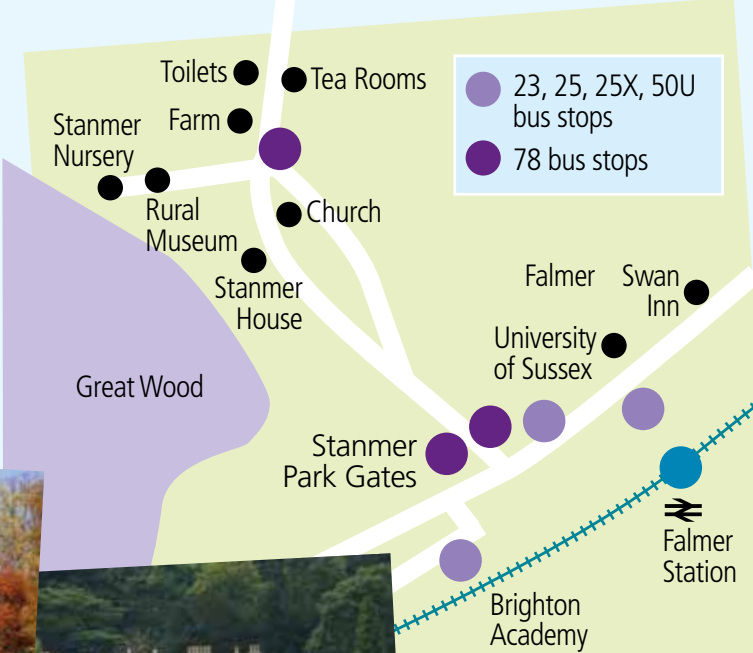 Toilets
Tea Rooms
Farm
Stanmer
Nursery
Rural
Museum
Church
Stanmer
House
23, 25, 25X, 50U
bus stops
78 bus stops
Falmer
Swan
Inn
University
of Sussex
Great Wood
Stanmer
Park Gates
Falmer
Station
Brighton
Academy